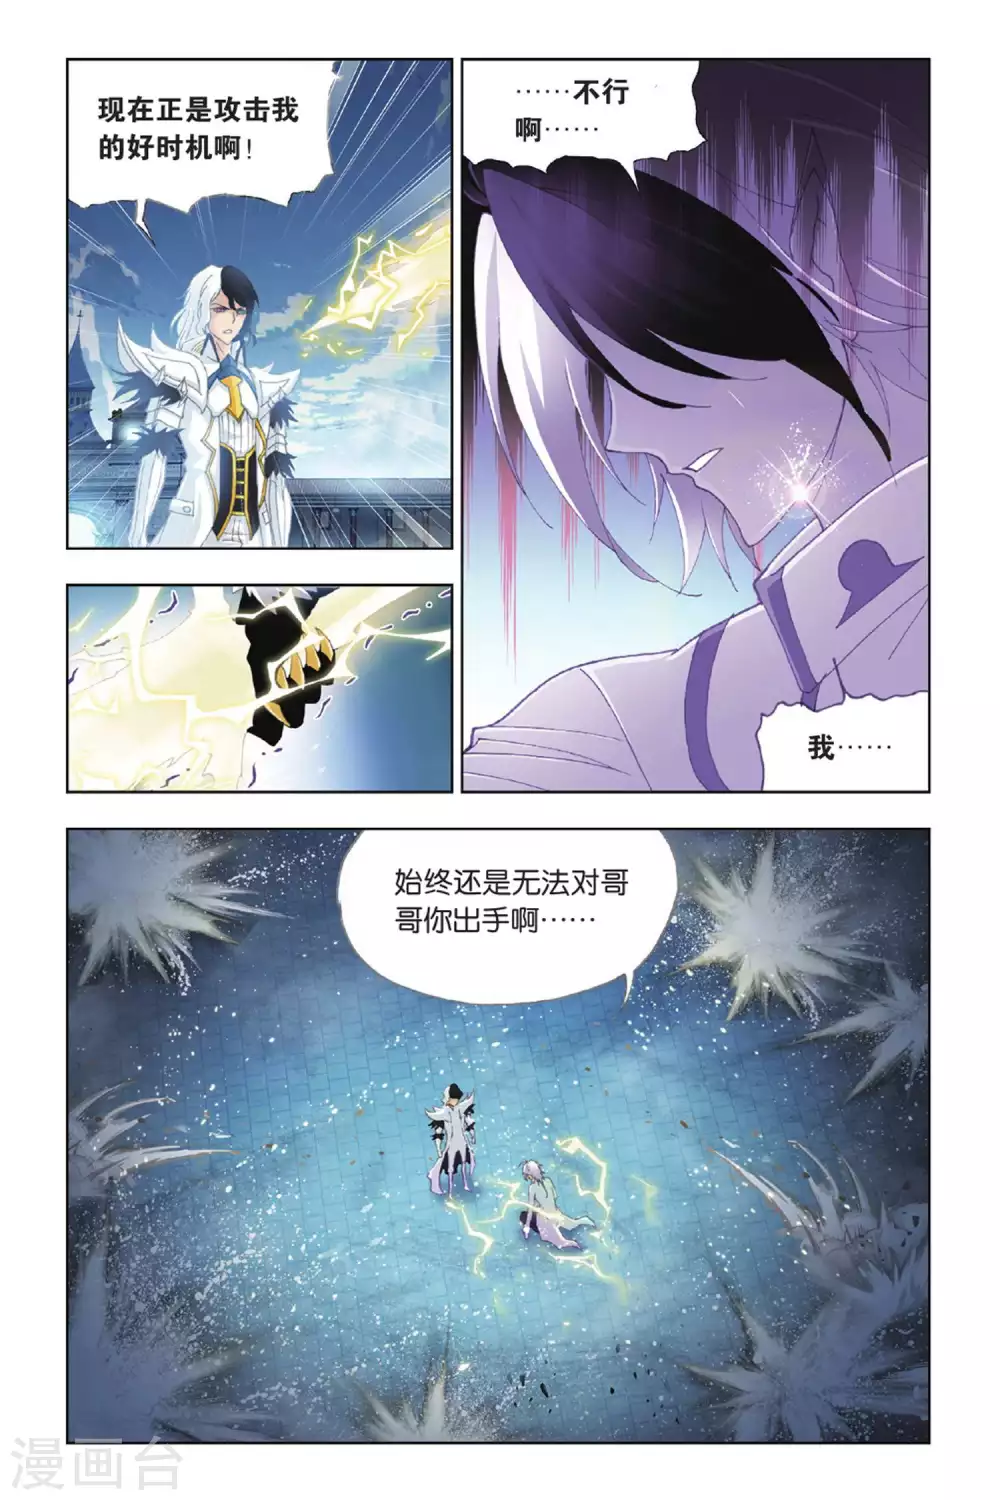 现在正是攻击我
的好时机啊！
……不行
啊……
我……
始终还是无法对哥
哥你出手啊……
漫画台